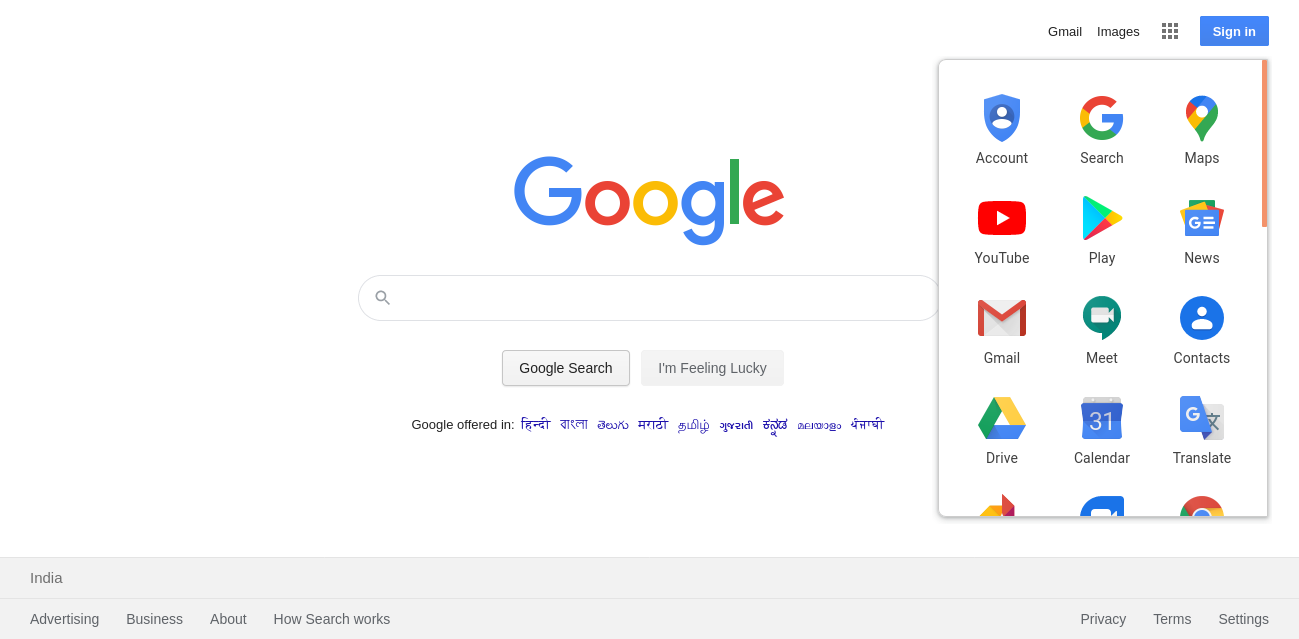 Gmail Images Sign in
Account Search Maps
Google
YouTube Play News
Gmail Meet Contacts
Google Search I'm Feeling Lucky
Google offered in: हिन्दी বাংলা తెలుగు मराठी தமிழ் ગુજરાતી ಕನ್ನಡ മലയാളം ਪੰਜਾਬੀ
31
Drive Calendar Translate
India
Advertising Business About How Search works Privacy Terms Settings